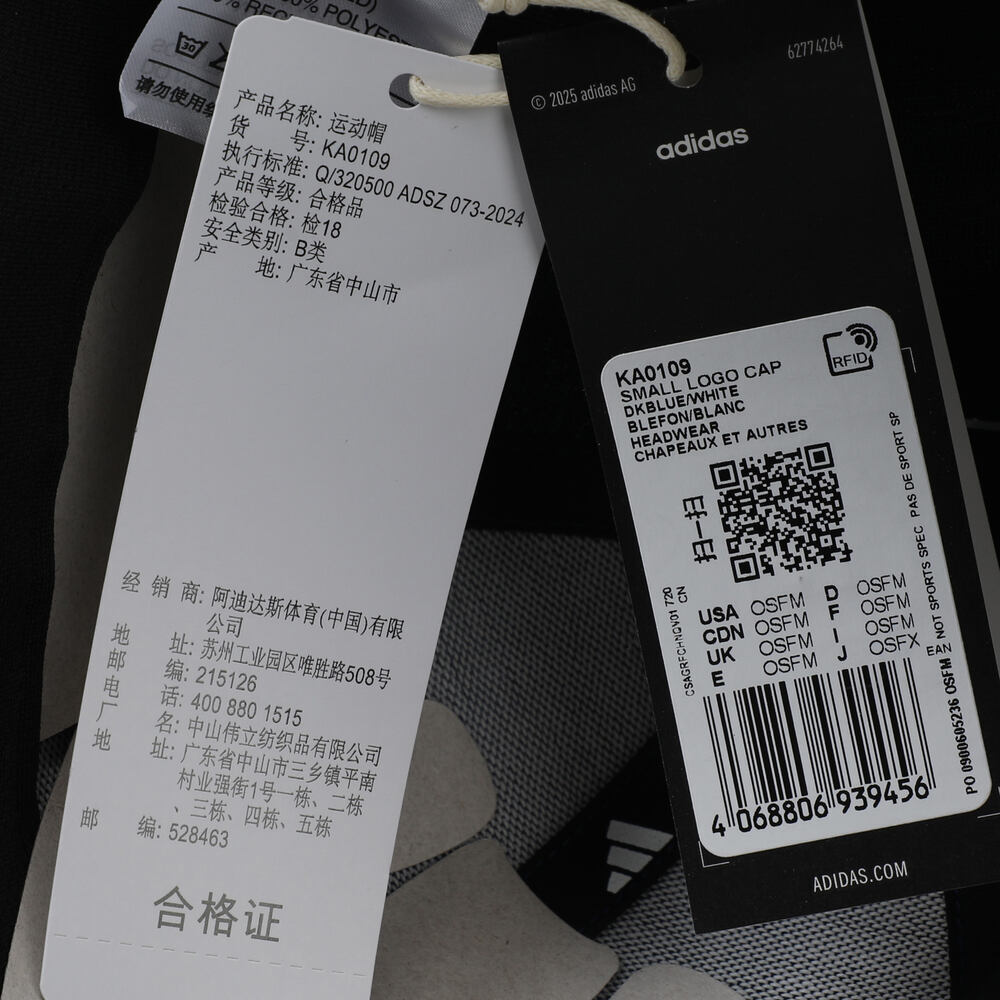 % POLYES
30
请勿使用
产品名称: 运动帽
货 号: KA0109
执行标准: Q/320500 ADSZ 073-2024
产品等级: 合格品
检验合格: 检18
安全类别: B类
产 地: 广东省中山市
经 销 商: 阿迪达斯体育(中国)有限
公司
地 址: 苏州工业园区唯胜路508号
邮 编: 215126
电 话: 400 880 1515
厂 名: 中山伟立纺织品有限公司
地 址: 广东省中山市三乡镇平南
村业强街1号一栋、二栋
、三栋、四栋、五栋
邮 编: 528463
合格证
62774264
© 2025 adidas AG
adidas
RFID
KA0109
SMALL LOGO CAP
DKBLUE/WHITE
BLEFON/BLANC
HEADWEAR
CHAPEAUX ET AUTRES
扫一扫
CSAGRFCHNQV01 720
CN
USA OSFM D OSFM
CDN OSFM F OSFM
UK OSFM I OSFM
E OSFM J OSFX
EAN NOT SPORTS SPEC PAS DE SPORT SP
PO 0900605236 OSFM
4 068806 939456
ADIDAS.COM